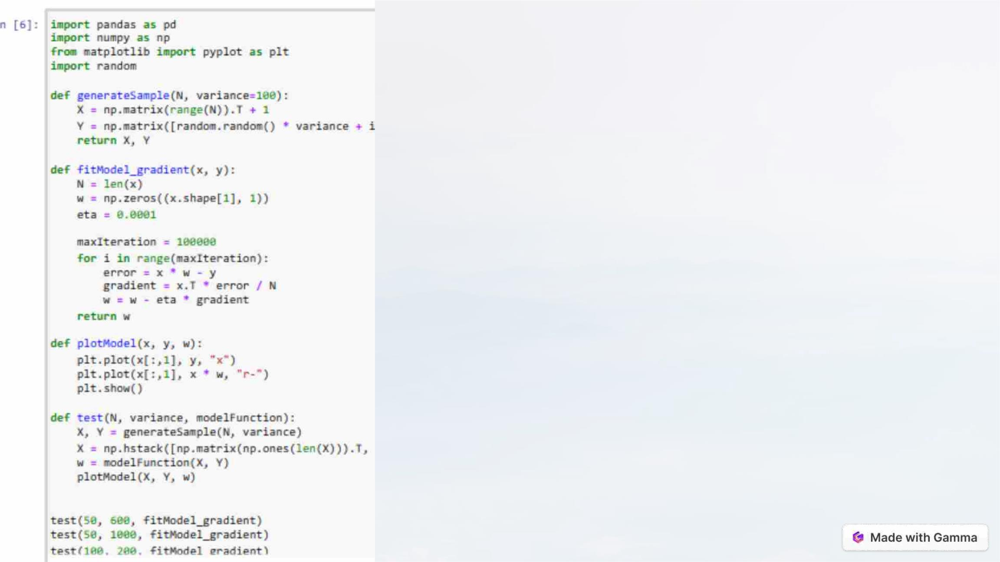 n [6]:
import pandas as pd
import numpy as np
from matplotlib import pyplot as plt
import random
def generateSample(N, variance=100):
    X = np.matrix(range(N)).T + 1
    Y = np.matrix([random.random() * variance + i
    return X, Y
def fitModel_gradient(x, y):
    N = len(x)
    w = np.zeros((x.shape[1], 1))
    eta = 0.0001
    maxIteration = 100000
    for i in range(maxIteration):
        error = x * w - y
        gradient = x.T * error / N
        w = w - eta * gradient
    return w
def plotModel(x, y, w):
    plt.plot(x[:,1], y, "x")
    plt.plot(x[:,1], x * w, "r-")
    plt.show()
def test(N, variance, modelFunction):
    X, Y = generateSample(N, variance)
    X = np.hstack([np.matrix(np.ones(len(X))).T,
    w = modelFunction(X, Y)
    plotModel(X, Y, w)
test(50, 600, fitModel_gradient)
test(50, 1000, fitModel_gradient)
test(100, 200, fitModel_gradient)
Made with Gamma